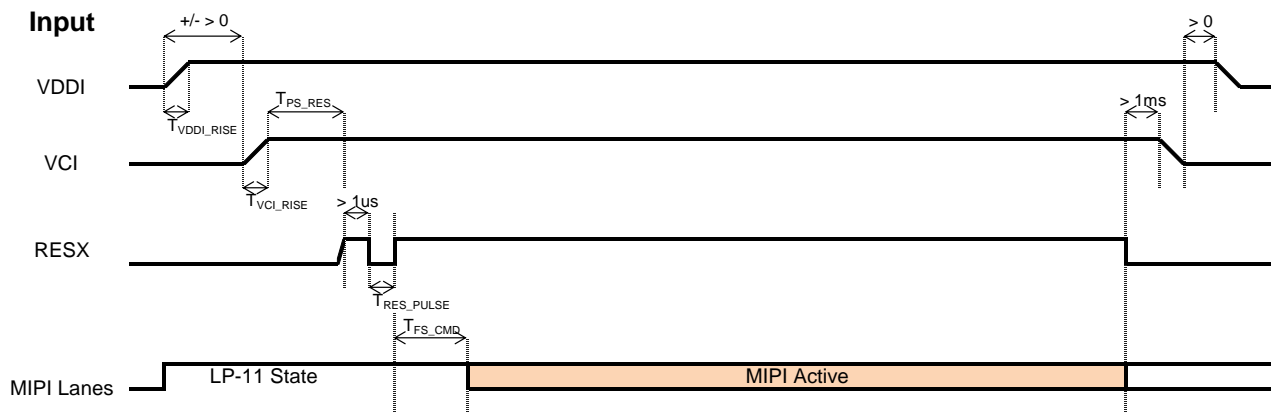 Input
+/- > 0
> 0
VDDI
T_VDDI_RISE
T_PS_RES
> 1ms
VCI
T_VCI_RISE
> 1us
RESX
T_RES_PULSE
T_FS_CMD
MIPI Lanes
LP-11 State
MIPI Active